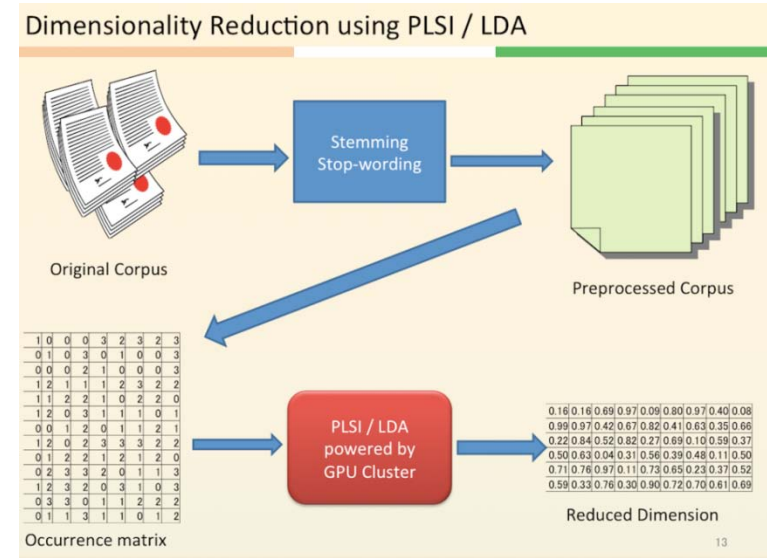 Dimensionality Reduction using PLSI / LDA
Stemming
Stop-wording
Original Corpus
Preprocessed Corpus
1 0 0 0 3 2 3 2 3
0 1 0 3 0 1 0 0 3
0 0 0 2 1 0 0 0 3
1 2 1 1 1 2 3 2 2
1 1 2 2 1 0 2 2 0
1 2 0 3 1 1 1 0 1
0 0 1 2 0 1 1 2 1
1 2 0 2 3 3 3 2 2
0 1 2 2 1 2 1 2 0
0 2 3 3 2 0 1 1 3
1 2 3 2 0 3 1 0 3
0 3 3 0 1 1 2 2 2
0 1 1 3 1 1 0 1 2
Occurrence matrix
PLSI / LDA
powered by
GPU Cluster
0.16 0.16 0.69 0.97 0.09 0.80 0.97 0.40 0.08
0.99 0.97 0.42 0.67 0.82 0.41 0.63 0.35 0.66
0.22 0.84 0.52 0.82 0.27 0.69 0.10 0.59 0.37
0.50 0.63 0.04 0.31 0.56 0.39 0.48 0.11 0.50
0.71 0.76 0.97 0.11 0.73 0.65 0.23 0.37 0.52
0.59 0.33 0.76 0.30 0.90 0.72 0.70 0.61 0.69
Reduced Dimension
13